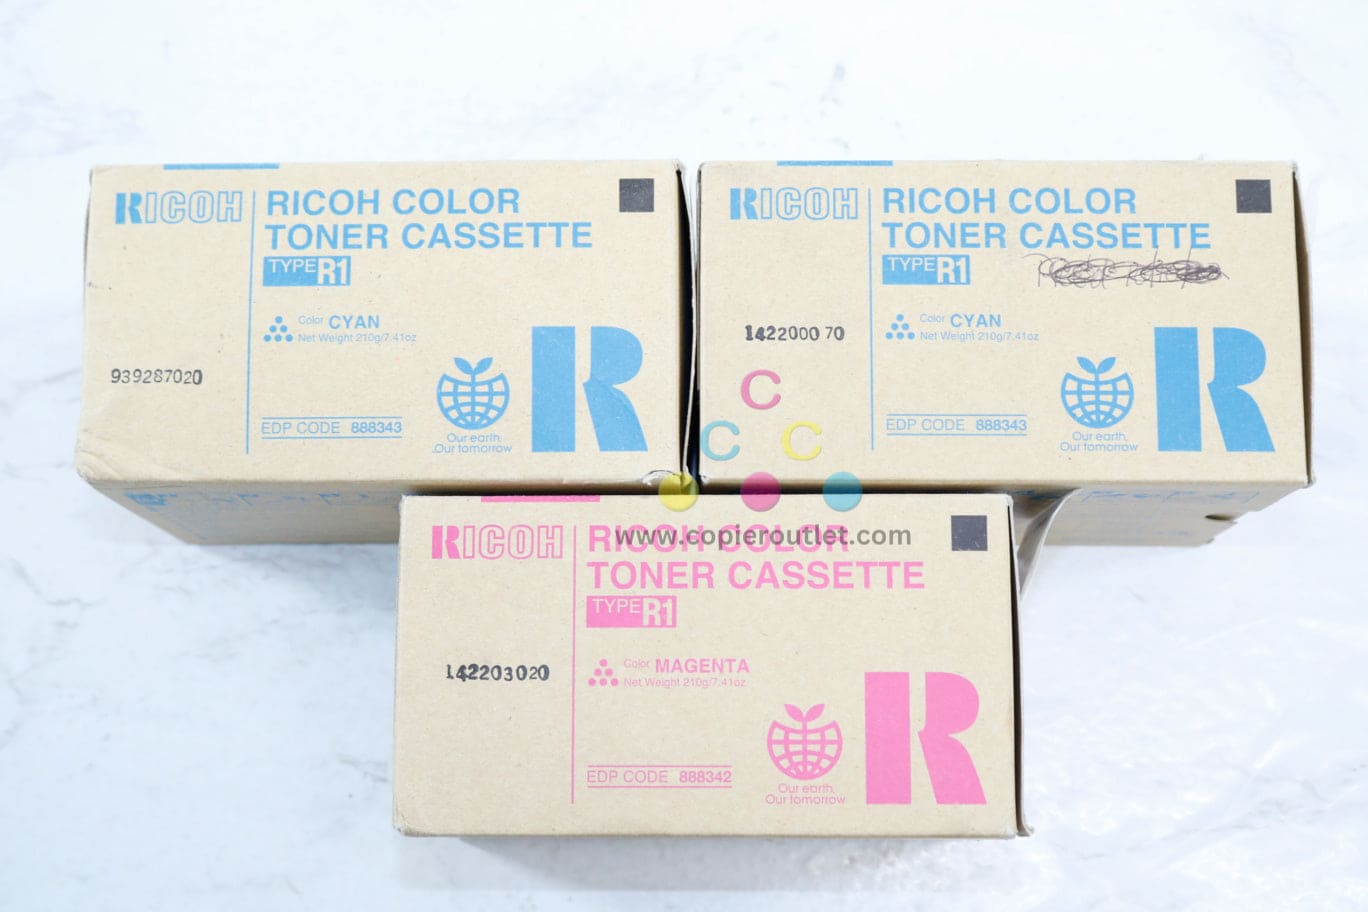 RICOH
RICOH COLOR
TONER CASSETTE
TYPE R1
Color CYAN
Net Weight 210g/7.41oz
939287020
EDP CODE 888343
Our earth,
Our tomorrow
R
RICOH
RICOH COLOR
TONER CASSETTE
TYPE R1
Color CYAN
Net Weight 210g/7.41oz
1422000 70
EDP CODE 888343
Our earth,
Our tomorrow
R
C
C C
www.copieroutlet.com
RICOH
RICOH COLOR
TONER CASSETTE
TYPE R1
Color MAGENTA
Net Weight 210g/7.41oz
142203020
EDP CODE 888342
Our earth,
Our tomorrow
R